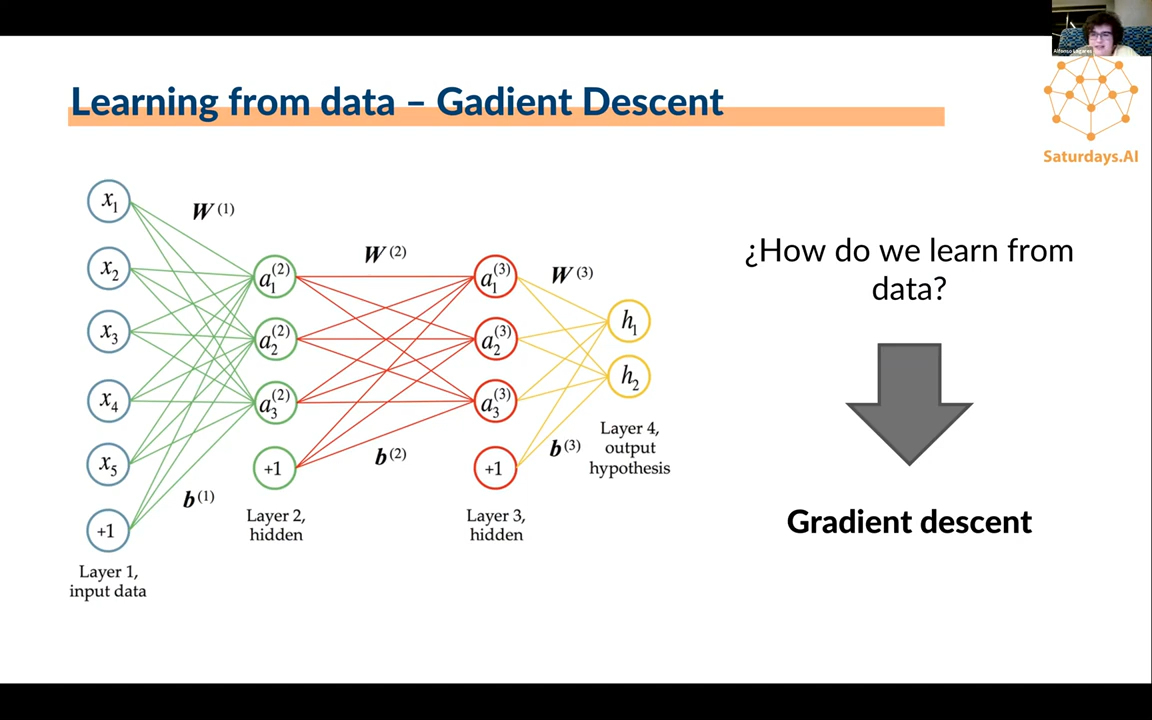 Alfonso Logares
Learning from data – Gadient Descent
Saturdays.AI
x1
W(1)
x2
a1(2)
W(2)
a1(3)
W(3)
¿How do we learn from
data?
x3
a2(2)
a2(3)
h1
x4
a3(2)
a3(3)
h2
x5
b(1)
+1
b(2)
+1
b(3)
Layer 4,
output
hypothesis
+1
Layer 2,
hidden
Layer 3,
hidden
Gradient descent
Layer 1,
input data